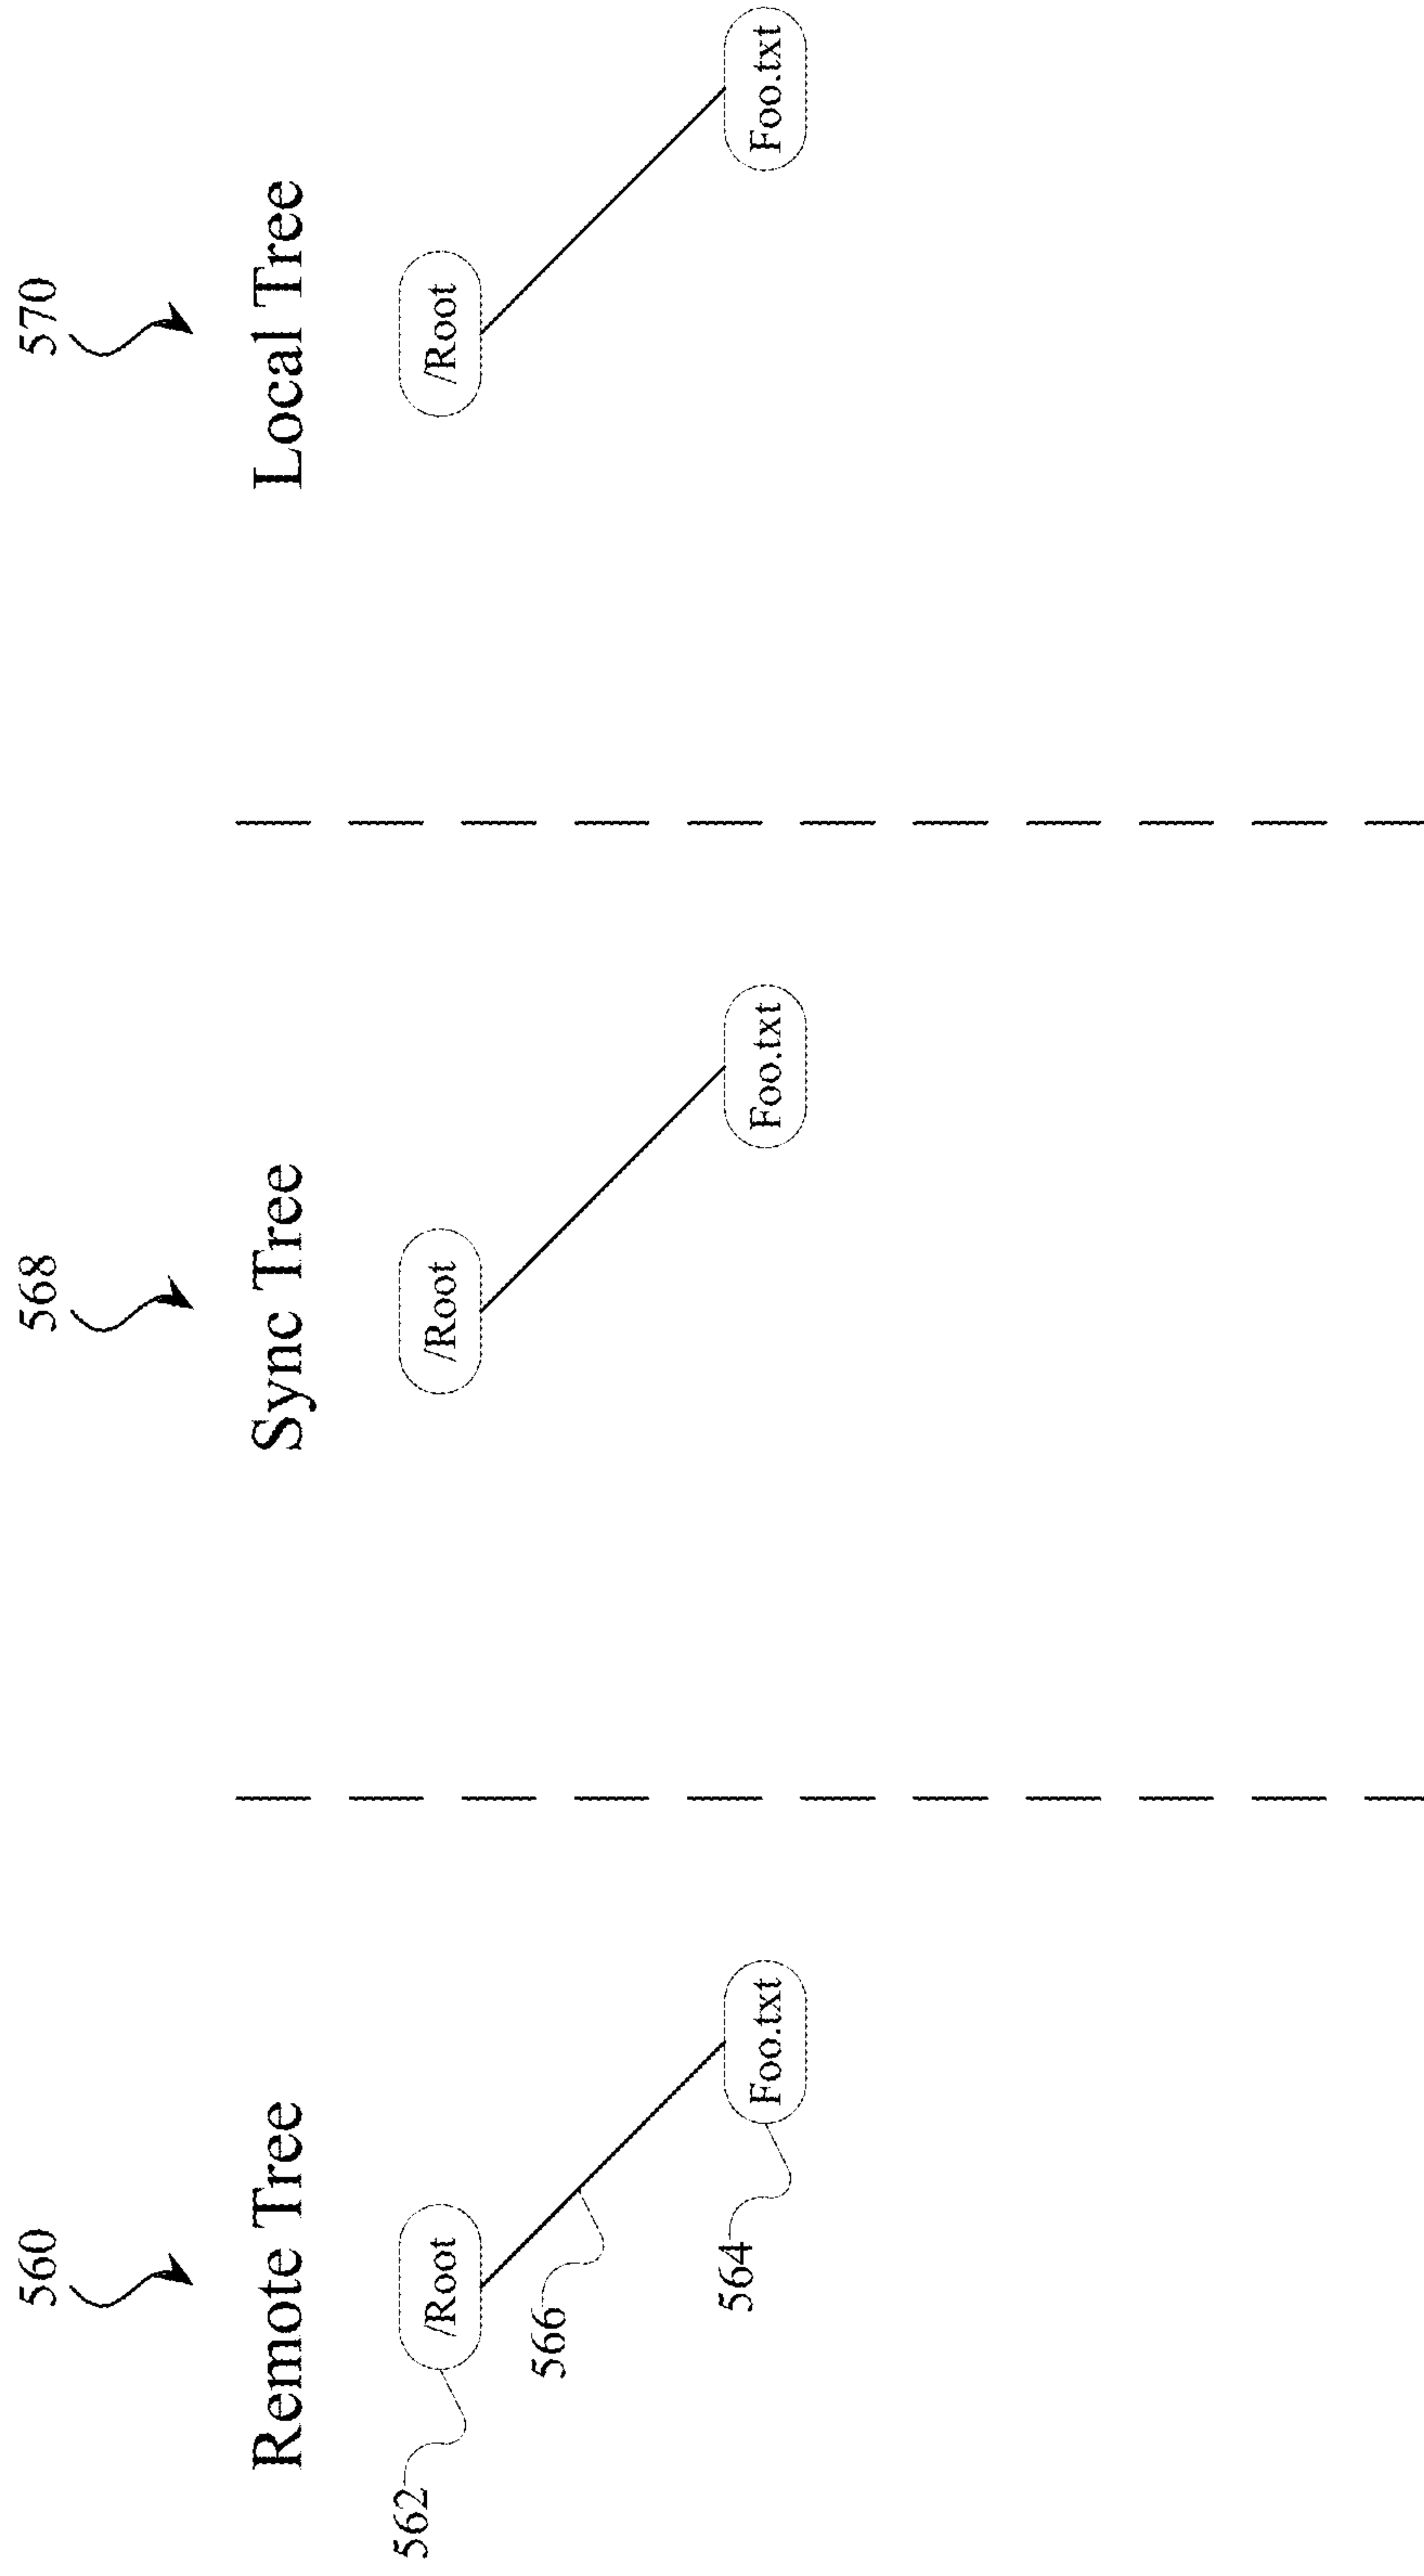 560
568
570
Remote Tree
Sync Tree
Local Tree
562
/Root
/Root
/Root
566
564
Foo.txt
Foo.txt
Foo.txt